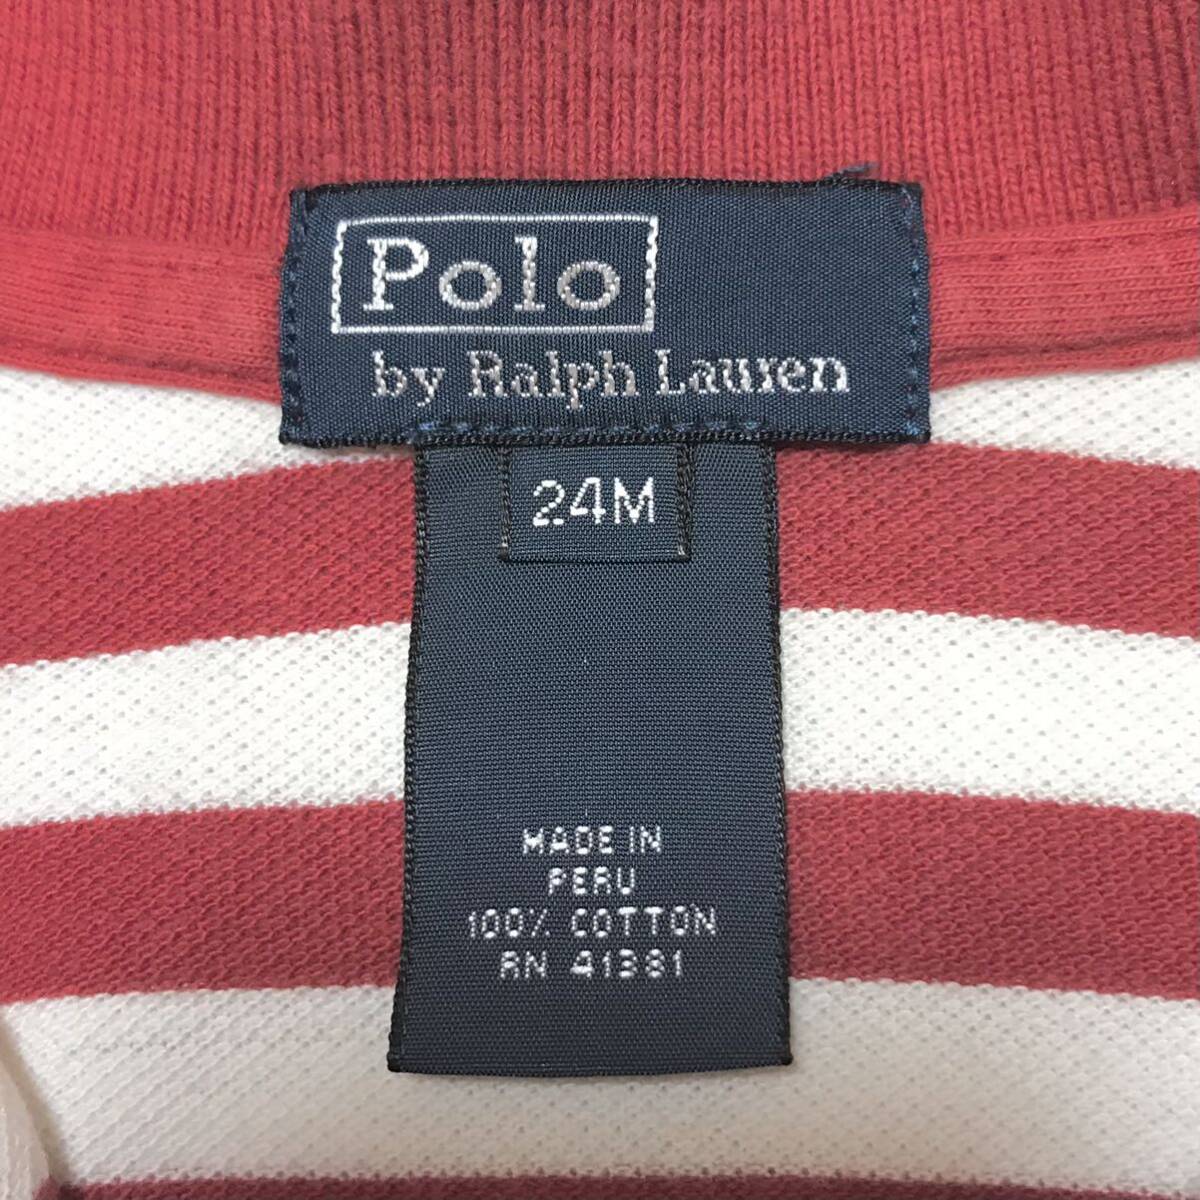 Polo
by Ralph Lauren
24M
MADE IN
PERU
100% COTTON
RN 41381